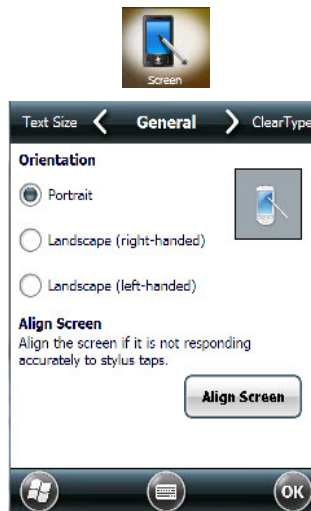 Screen
Text Size General ClearType
Orientation
Portrait
Landscape (right-handed)
Landscape (left-handed)
Align Screen
Align the screen if it is not responding
accurately to stylus taps.
Align Screen
OK